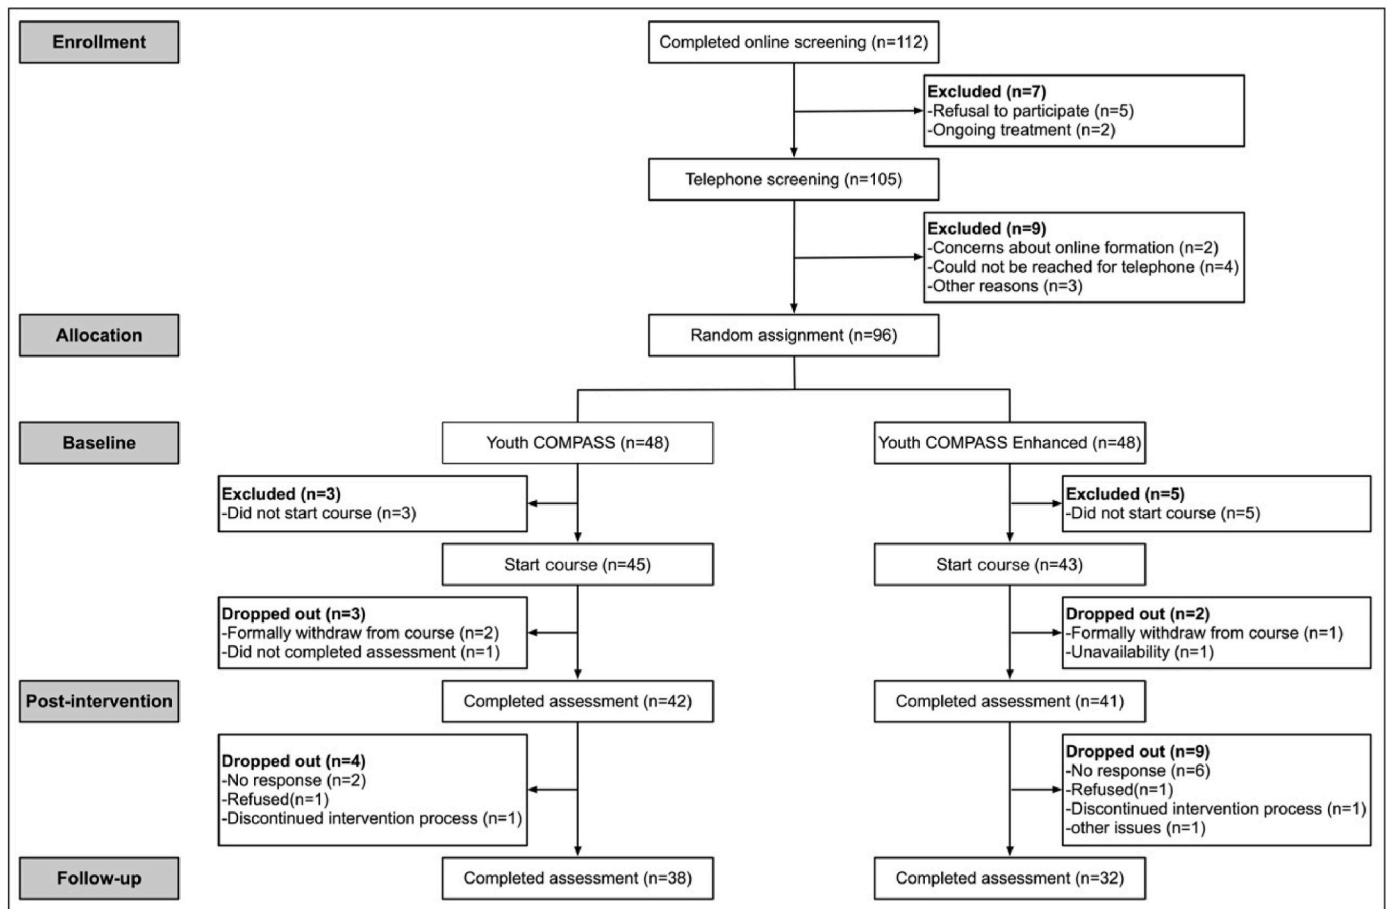 Enrollment
Completed online screening (n=112)
Excluded (n=7)
-Refusal to participate (n=5)
-Ongoing treatment (n=2)
Telephone screening (n=105)
Excluded (n=9)
-Concerns about online formation (n=2)
-Could not be reached for telephone (n=4)
-Other reasons (n=3)
Allocation
Random assignment (n=96)
Baseline
Youth COMPASS (n=48)
Youth COMPASS Enhanced (n=48)
Excluded (n=3)
-Did not start course (n=3)
Excluded (n=5)
-Did not start course (n=5)
Start course (n=45)
Start course (n=43)
Dropped out (n=3)
-Formally withdraw from course (n=2)
-Did not completed assessment (n=1)
Dropped out (n=2)
-Formally withdraw from course (n=1)
-Unavailability (n=1)
Post-intervention
Completed assessment (n=42)
Completed assessment (n=41)
Dropped out (n=4)
-No response (n=2)
-Refused(n=1)
-Discontinued intervention process (n=1)
Dropped out (n=9)
-No response (n=6)
-Refused(n=1)
-Discontinued intervention process (n=1)
-other issues (n=1)
Follow-up
Completed assessment (n=38)
Completed assessment (n=32)